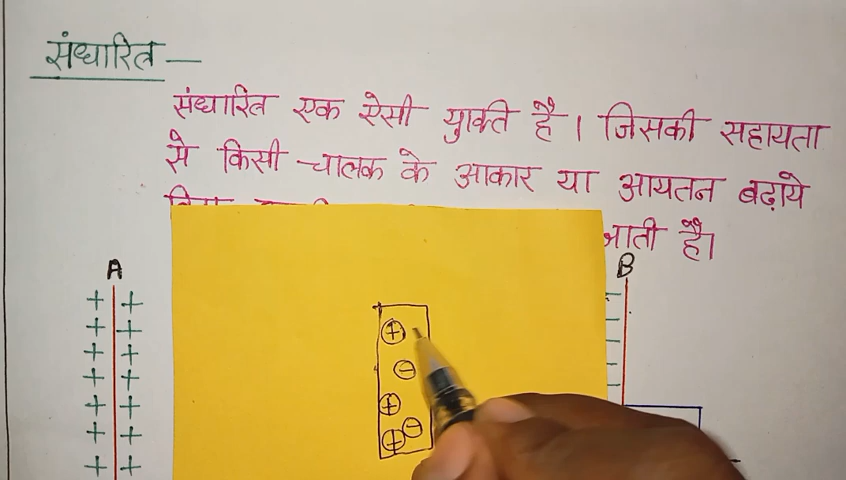 संधारित्र —
संधारित्र एक ऐसी युक्ति है। जिसकी सहायता
से किसी चालक के आकार या आयतन बढ़ाये
जाती है।
A
B
+ +
+ +
+ +
+ +
+ +
+ +
+ +
+
−
+
−
+
−
−
−
−